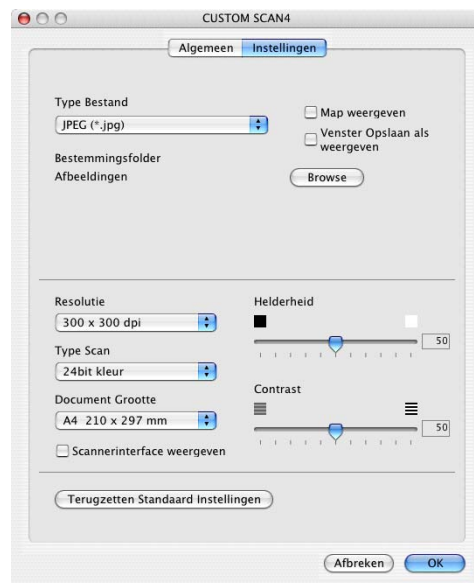 CUSTOM SCAN4
Algemeen Instellingen
Type Bestand
JPEG (*.jpg)
Map weergeven
Venster Opslaan als
weergeven
Bestemmingsfolder
Afbeeldingen
Browse
Resolutie
300 x 300 dpi
Type Scan
24bit kleur
Document Grootte
A4 210 x 297 mm
Scannerinterface weergeven
Helderheid
50
Contrast
50
Terugzetten Standaard Instellingen
Afbreken OK